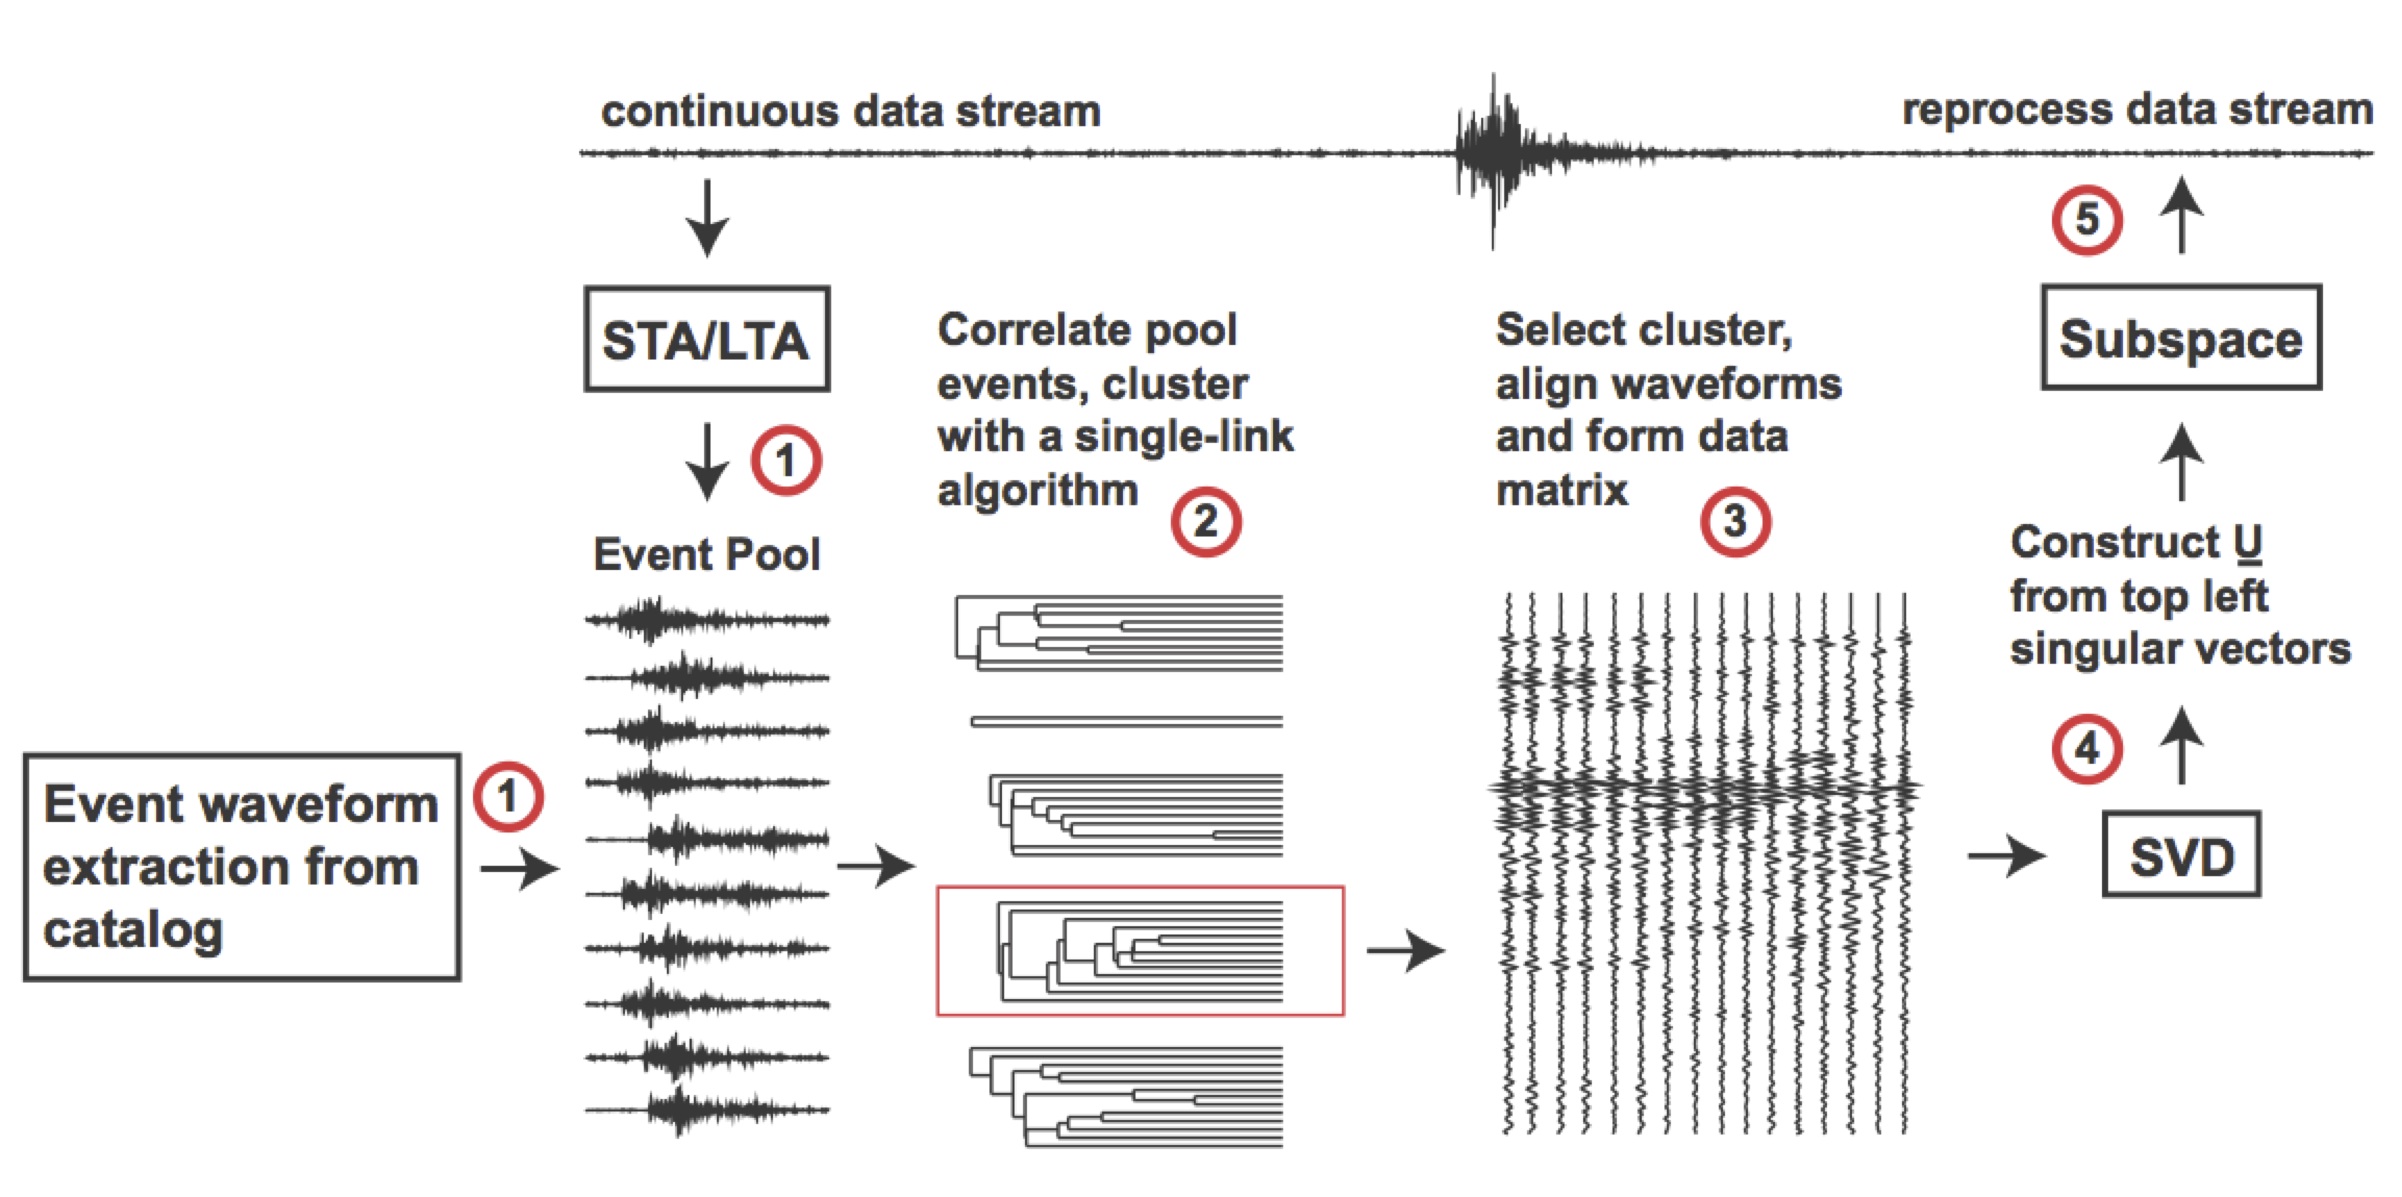 continuous data stream
reprocess data stream
5
STA/LTA
Subspace
Correlate pool
events, cluster
with a single-link
algorithm
2
Select cluster,
align waveforms
and form data
matrix
3
1
Event Pool
Construct U
from top left
singular vectors
4
SVD
Event waveform
extraction from
catalog
1